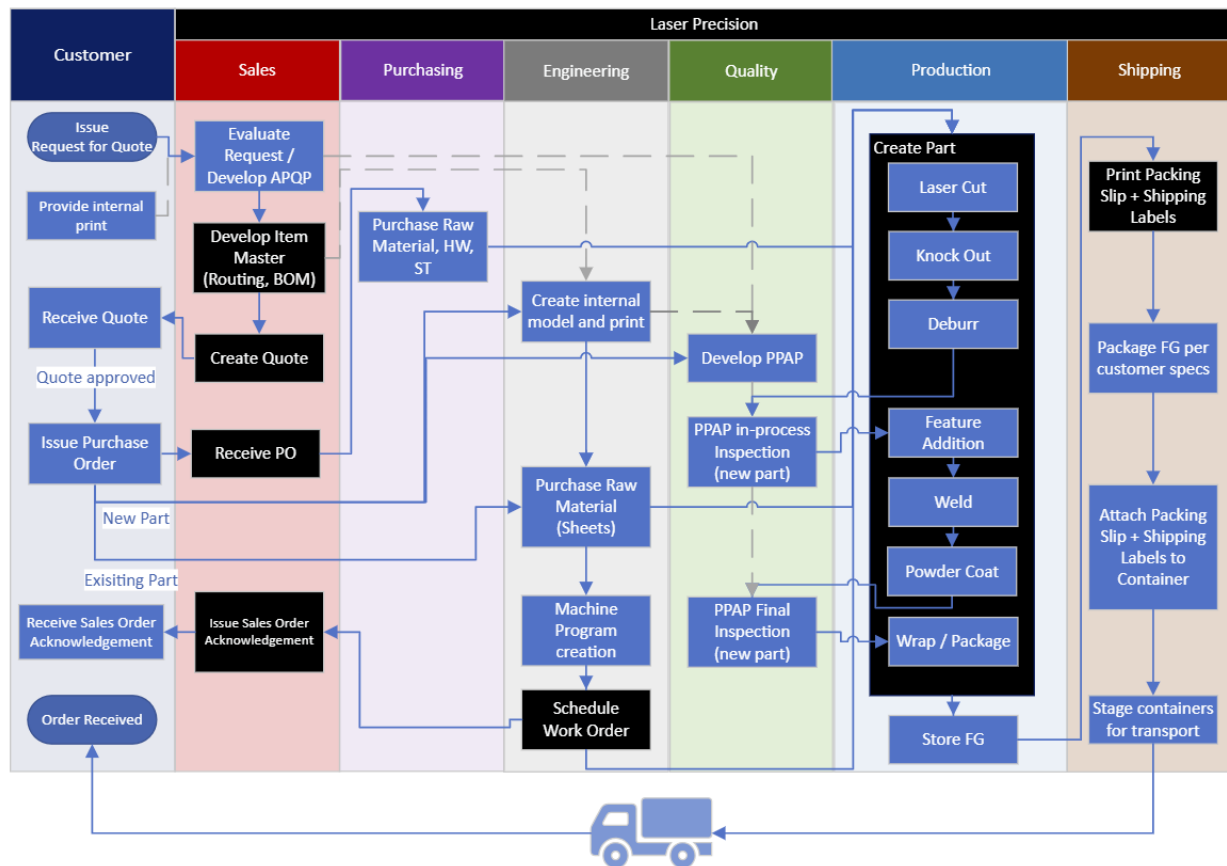 Laser Precision
Customer
Sales
Purchasing
Engineering
Quality
Production
Shipping
Issue
Request for Quote
Provide internal
print
Receive Quote
Quote approved
Issue Purchase
Order
New Part
Exisiting Part
Receive Sales Order
Acknowledgement
Order Received
Evaluate
Request /
Develop APQP
Develop Item
Master
(Routing, BOM)
Create Quote
Receive PO
Issue Sales Order
Acknowledgement
Purchase Raw
Material, HW,
ST
Create internal
model and print
Purchase Raw
Material
(Sheets)
Machine
Program
creation
Schedule
Work Order
Develop PPAP
PPAP in-process
Inspection
(new part)
PPAP Final
Inspection
(new part)
Create Part
Laser Cut
Knock Out
Deburr
Feature
Addition
Weld
Powder Coat
Wrap / Package
Store FG
Print Packing
Slip + Shipping
Labels
Package FG per
customer specs
Attach Packing
Slip + Shipping
Labels to
Container
Stage containers
for transport